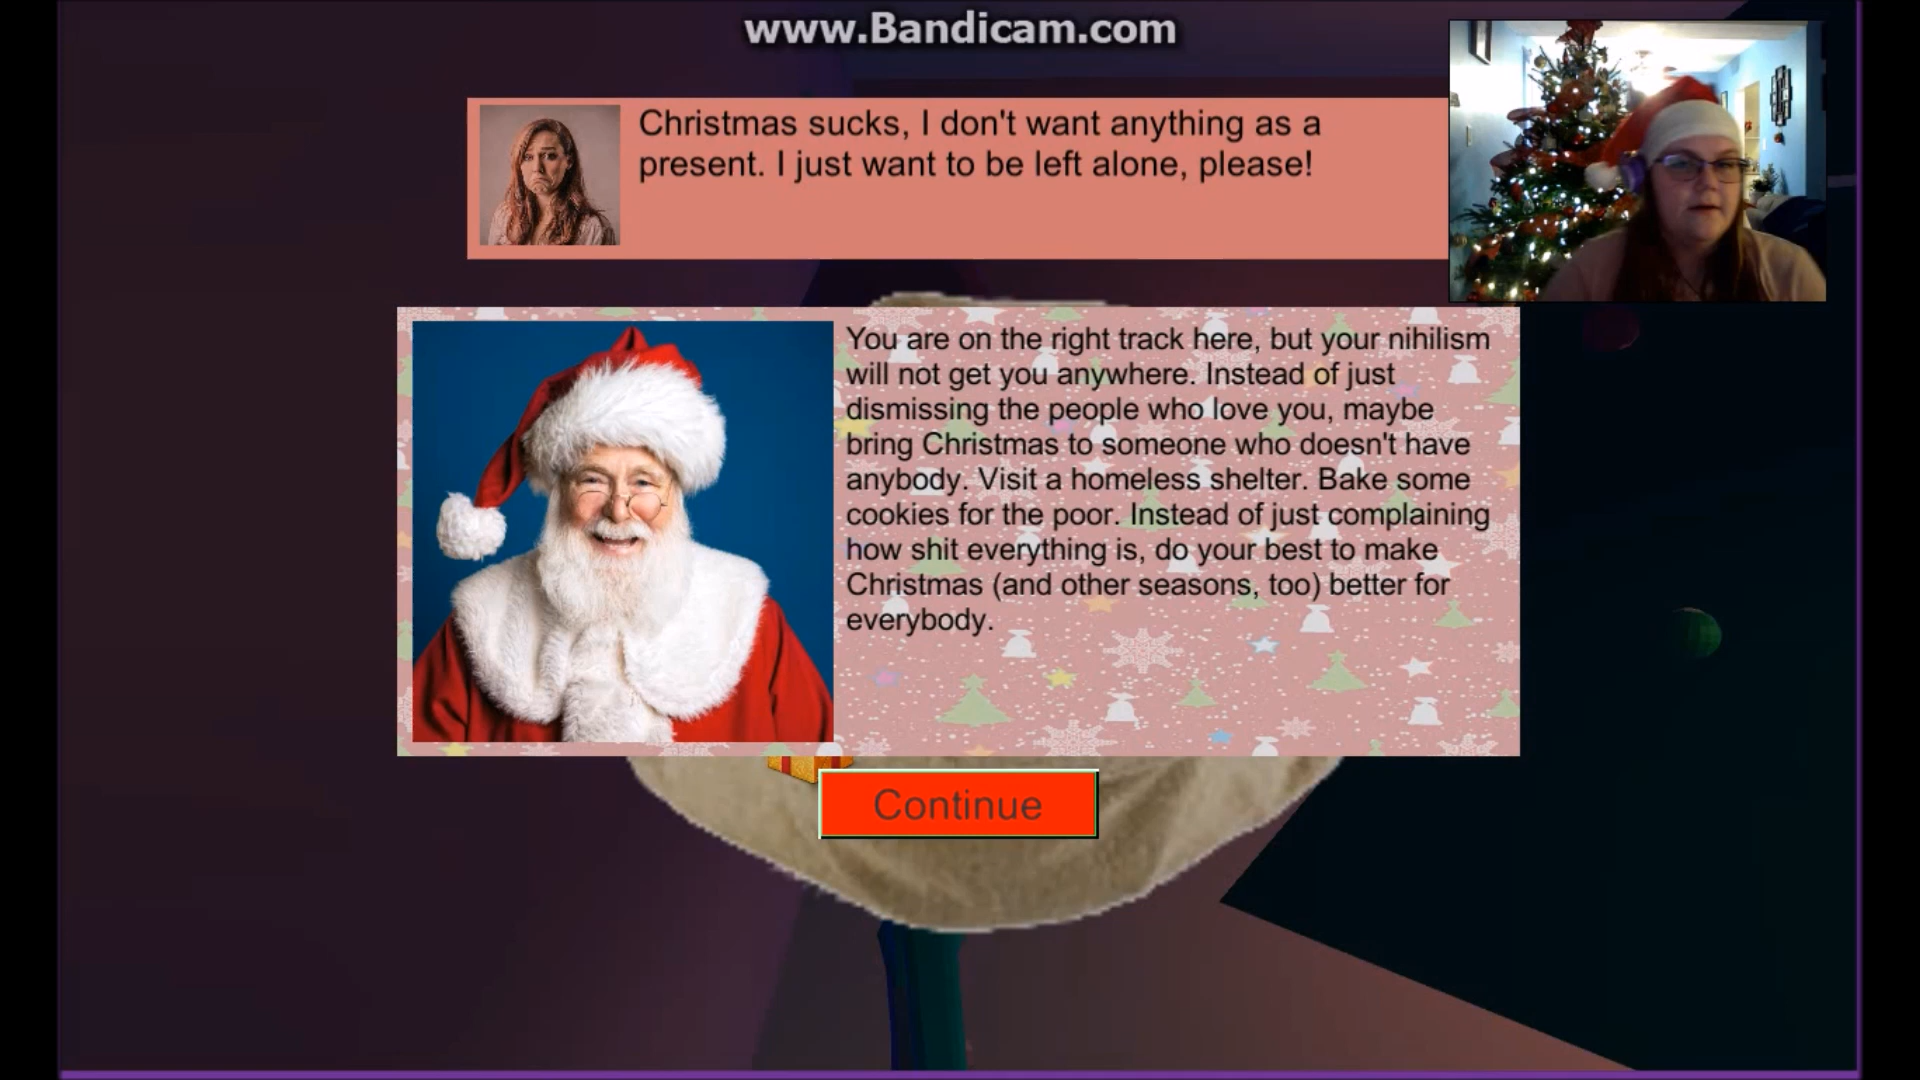 www.Bandicam.com
Christmas sucks, I don't want anything as a
present. I just want to be left alone, please!
You are on the right track here, but your nihilism
will not get you anywhere. Instead of just
dismissing the people who love you, maybe
bring Christmas to someone who doesn't have
anybody. Visit a homeless shelter. Bake some
cookies for the poor. Instead of just complaining
how shit everything is, do your best to make
Christmas (and other seasons, too) better for
everybody.
Continue